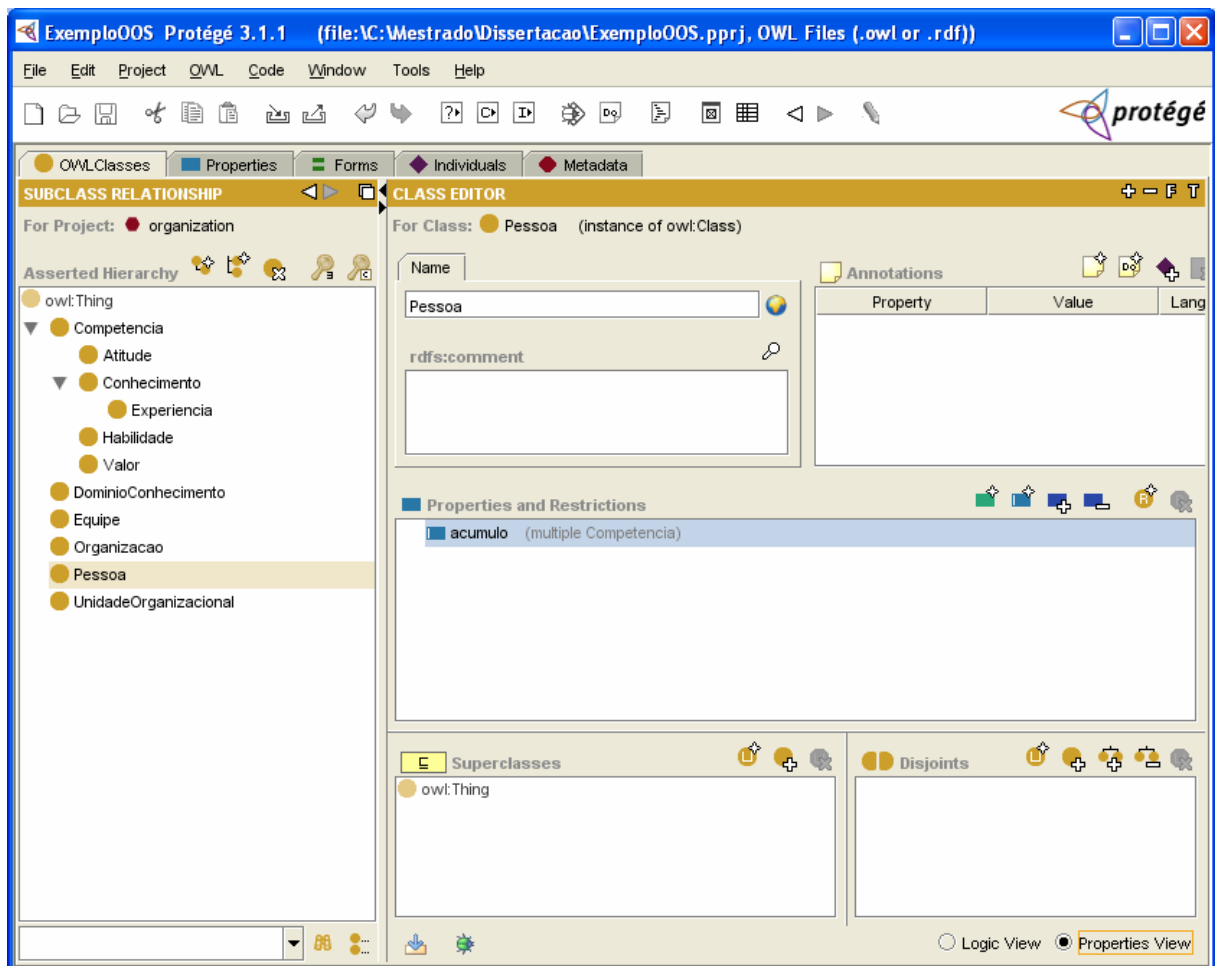 ExemploOOS Protégé 3.1.1 (file:\C:\Mestrado\Dissertacao\ExemploOOS.pprj, OWL Files (.owl or .rdf))
File Edit Project OWL Code Window Tools Help
protégé
OWLClasses Properties Forms Individuals Metadata
SUBCLASS RELATIONSHIP
For Project: organization
Asserted Hierarchy
owl:Thing
Competencia
Atitude
Conhecimento
Experiencia
Habilidade
Valor
DominioConhecimento
Equipe
Organizacao
Pessoa
UnidadeOrganizacional
CLASS EDITOR
F T
For Class: Pessoa (instance of owl:Class)
Name
Pessoa
rdfs:comment
Annotations
Property Value Lang
Properties and Restrictions
acumulo (multiple Competencia)
Superclasses
owl:Thing
Disjoints
Logic View Properties View